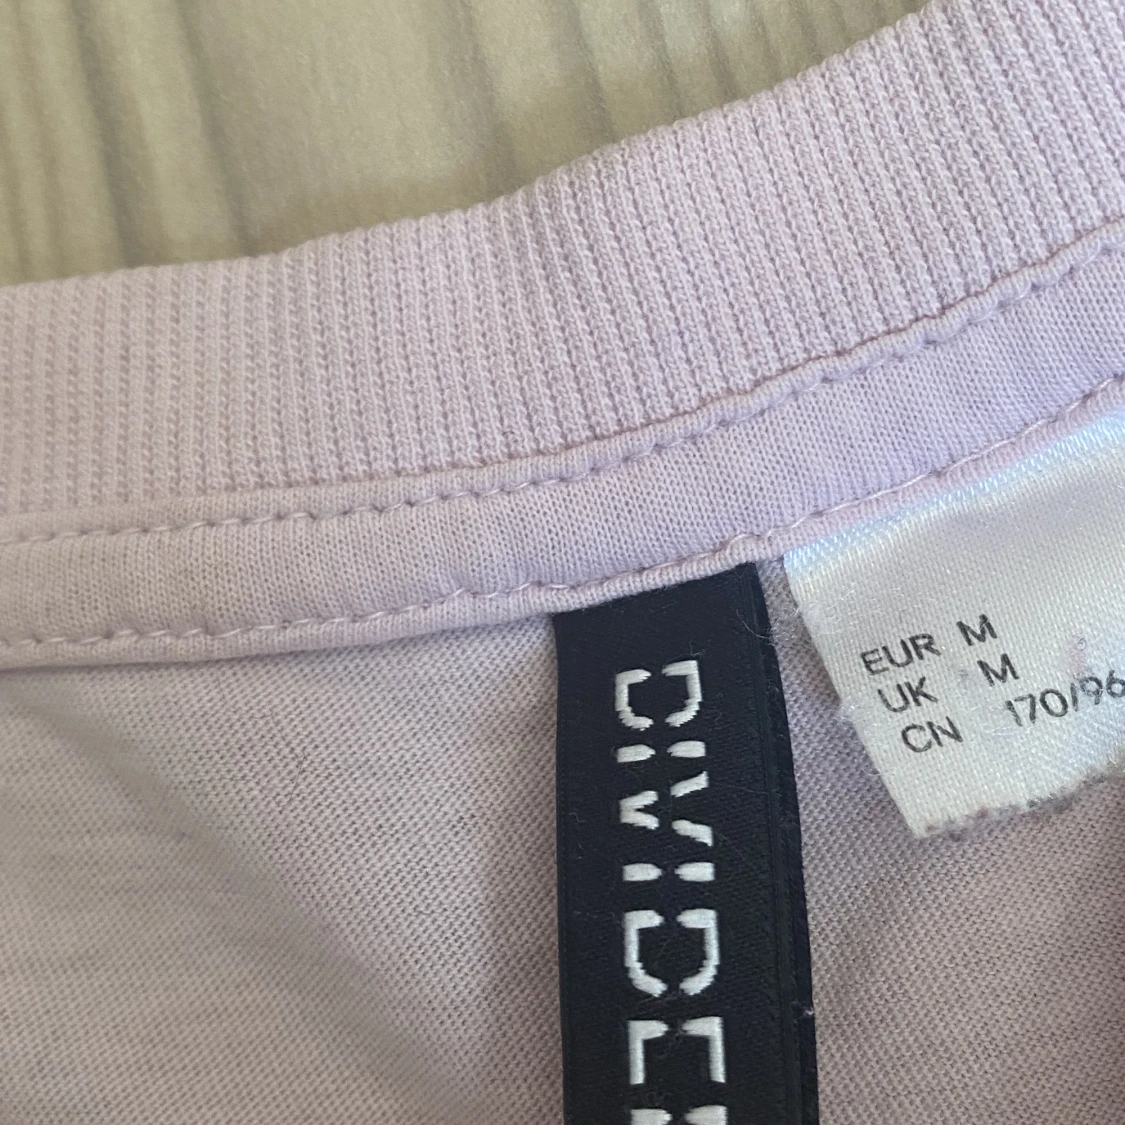 DIVIDE
EUR M
UK M
CN 170/96